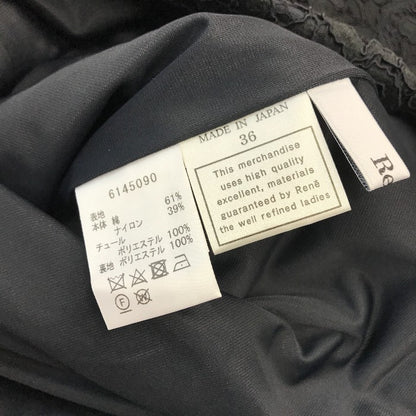 6145090
表地
本体 綿 61%
ナイロン 39%
チュール
ポリエステル 100%
裏地 ポリエステル 100%
F
MADE IN JAPAN
36
This merchandise
uses high quality
excellent, materials
guaranteed by René
the well refined ladies
Re